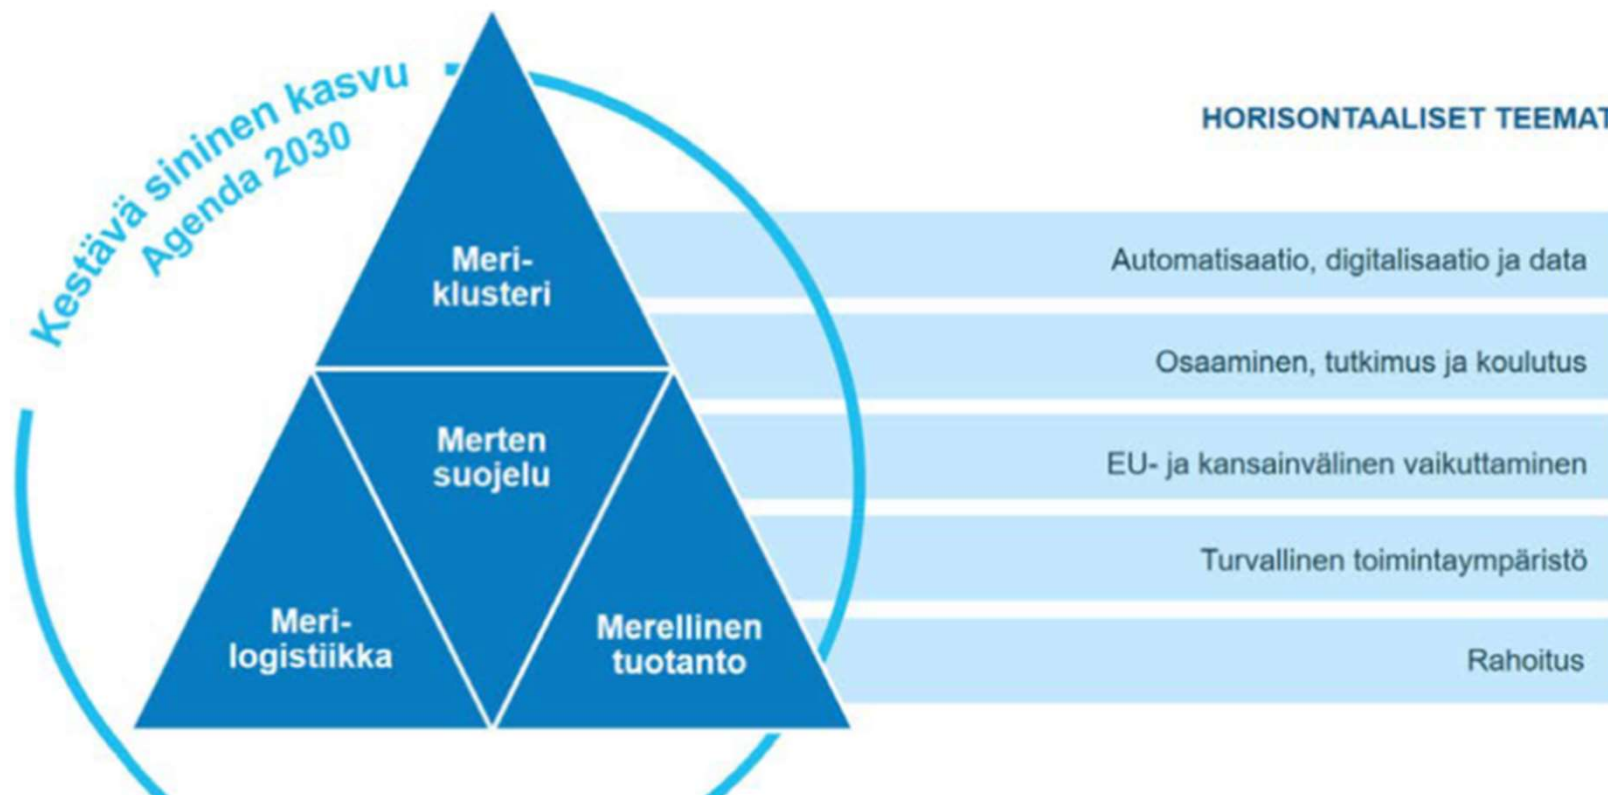 Kestävä sininen kasvu
Agenda 2030
Meri-
klusteri
Merten
suojelu
Meri-
logistiikka
Merellinen
tuotanto
HORISONTAALISET TEEMAT
Automatisaatio, digitalisaatio ja data
Osaaminen, tutkimus ja koulutus
EU- ja kansainvälinen vaikuttaminen
Turvallinen toimintaympäristö
Rahoitus